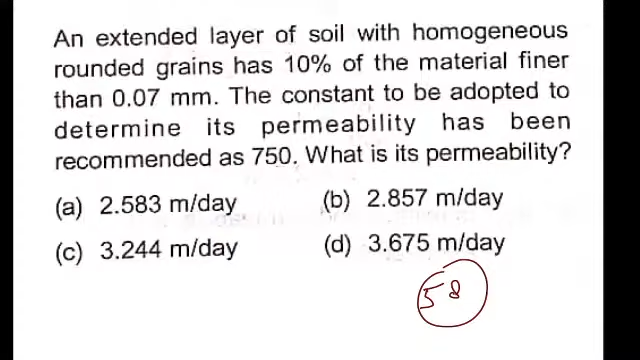 An extended layer of soil with homogeneous
rounded grains has 10% of the material finer
than 0.07 mm. The constant to be adopted to
determine its permeability has been
recommended as 750. What is its permeability?
(a) 2.583 m/day (b) 2.857 m/day
(c) 3.244 m/day (d) 3.675 m/day
58